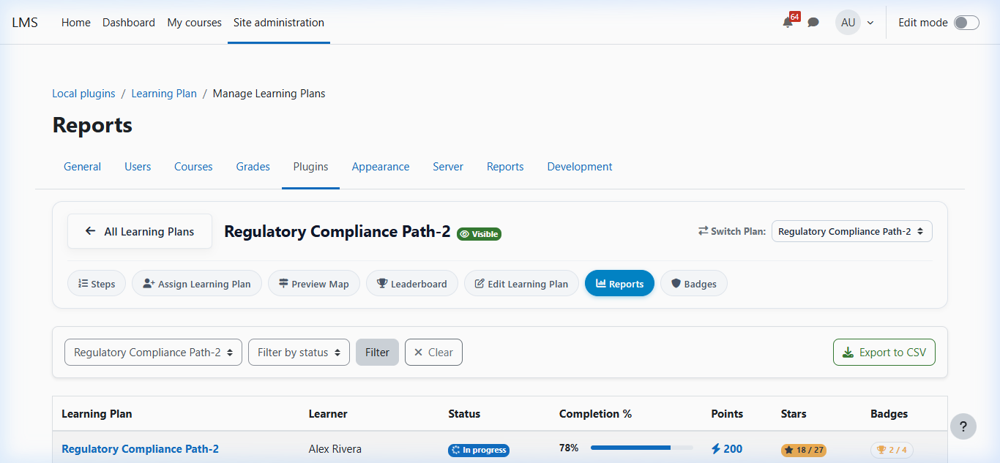 LMS Home Dashboard My courses Site administration 64 AU Edit mode
Local plugins / Learning Plan / Manage Learning Plans
Reports
General Users Courses Grades Plugins Appearance Server Reports Development
All Learning Plans Regulatory Compliance Path-2 Visible Switch Plan: Regulatory Compliance Path-2
Steps Assign Learning Plan Preview Map Leaderboard Edit Learning Plan Reports Badges
Regulatory Compliance Path-2 Filter by status Filter Clear Export to CSV
Learning Plan Learner Status Completion % Points Stars Badges
?
Regulatory Compliance Path-2 Alex Rivera In progress 78% 200 18 / 27 2 / 4